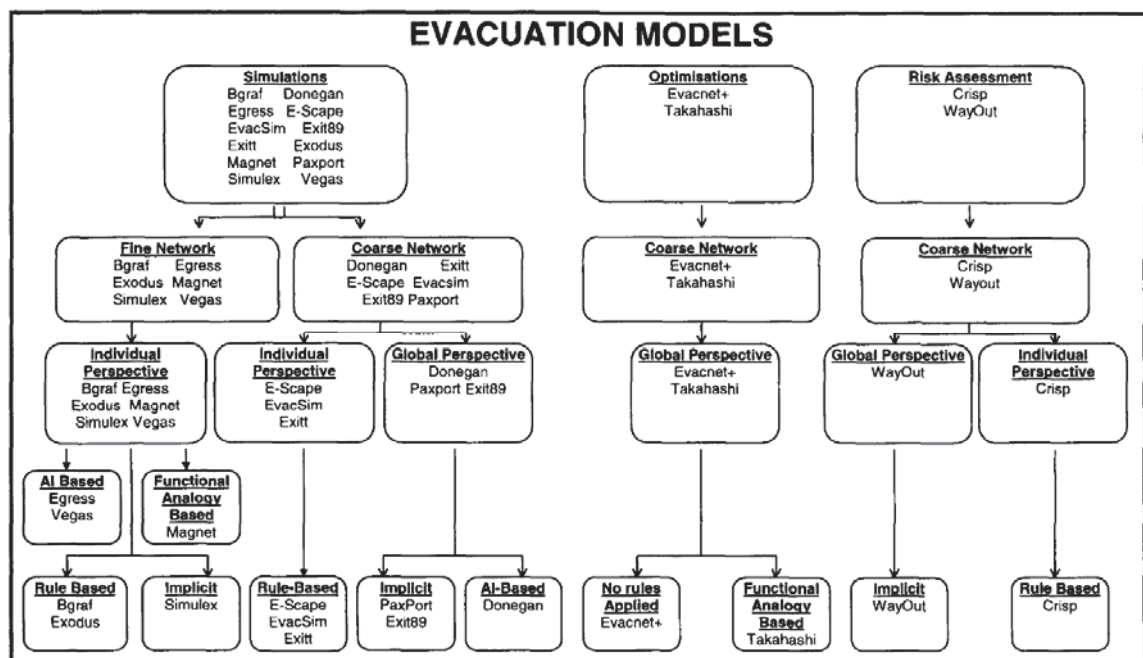 EVACUATION MODELS
Simulations
Bgraf Donegan
Egress E-Scape
EvacSim Exit89
Exitt Exodus
Magnet Paxport
Simulex Vegas
Optimisations
Evacnet+
Takahashi
Risk Assessment
Crisp
WayOut
Fine Network
Bgraf Egress
Exodus Magnet
Simulex Vegas
Coarse Network
Donegan Exitt
E-Scape Evacsim
Exit89 Paxport
Coarse Network
Evacnet+
Takahashi
Coarse Network
Crisp
Wayout
Individual
Perspective
Bgraf Egress
Exodus Magnet
Simulex Vegas
Individual
Perspective
E-Scape
EvacSim
Exitt
Global Perspective
Donegan
Paxport Exit89
Global Perspective
Evacnet+
Takahashi
Global Perspective
WayOut
Individual
Perspective
Crisp
AI Based
Egress
Vegas
Functional
Analogy
Based
Magnet
Rule Based
Bgraf
Exodus
Implicit
Simulex
Rule-Based
E-Scape
EvacSim
Exitt
Implicit
PaxPort
Exit89
AI-Based
Donegan
No rules
Applied
Evacnet+
Functional
Analogy
Based
Takahashi
Implicit
WayOut
Rule Based
Crisp